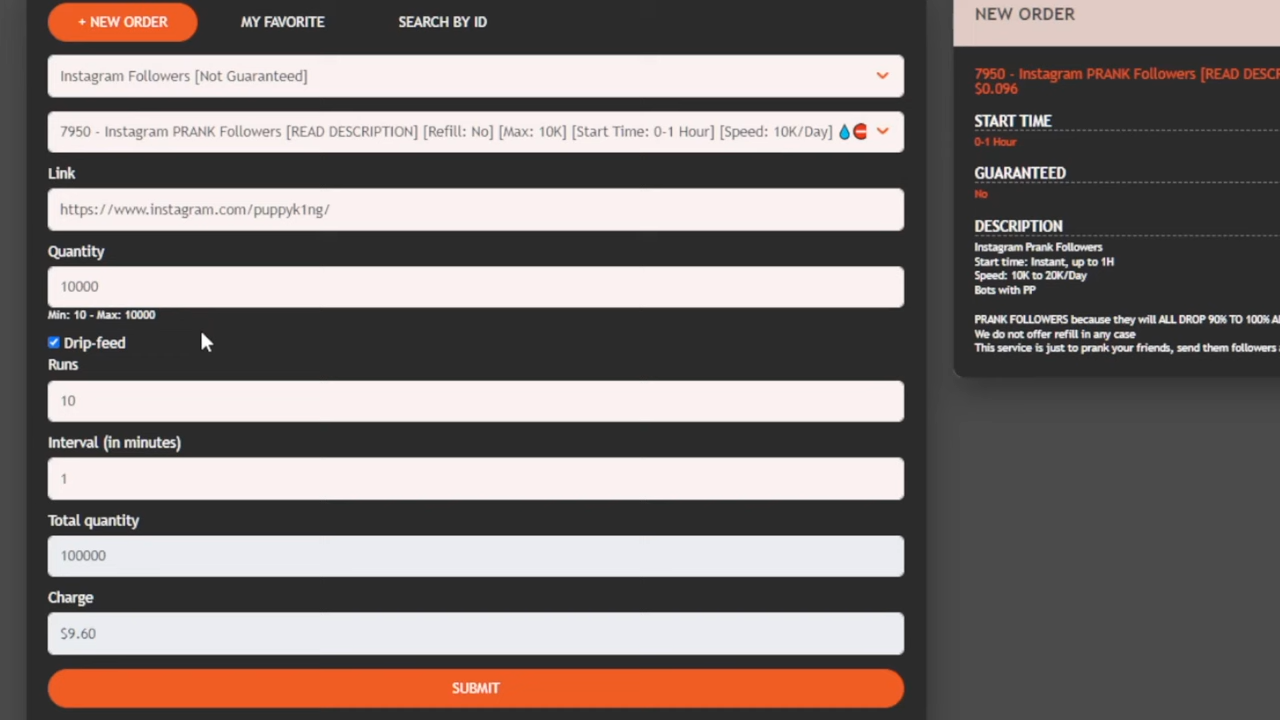 + NEW ORDER
MY FAVORITE
SEARCH BY ID
Instagram Followers [Not Guaranteed]
7950 - Instagram PRANK Followers [READ DESCRIPTION] [Refill: No] [Max: 10K] [Start Time: 0-1 Hour] [Speed: 10K/Day] 💧⛔
Link
https://www.instagram.com/puppyk1ng/
Quantity
10000
Min: 10 - Max: 10000
Drip-feed
Runs
10
Interval (in minutes)
1
Total quantity
100000
Charge
$9.60
SUBMIT
NEW ORDER
7950 - Instagram PRANK Followers [READ
$0.096
START TIME
0-1 Hour
GUARANTEED
No
DESCRIPTION
Instagram Prank Followers
Start time: Instant, up to 1H
Speed: 10K to 20K/Day
Bots with PP
PRANK FOLLOWERS because they will ALL DROP 90% TO 100%
We do not offer refill in any case
This service is just to prank your friends, send them followers